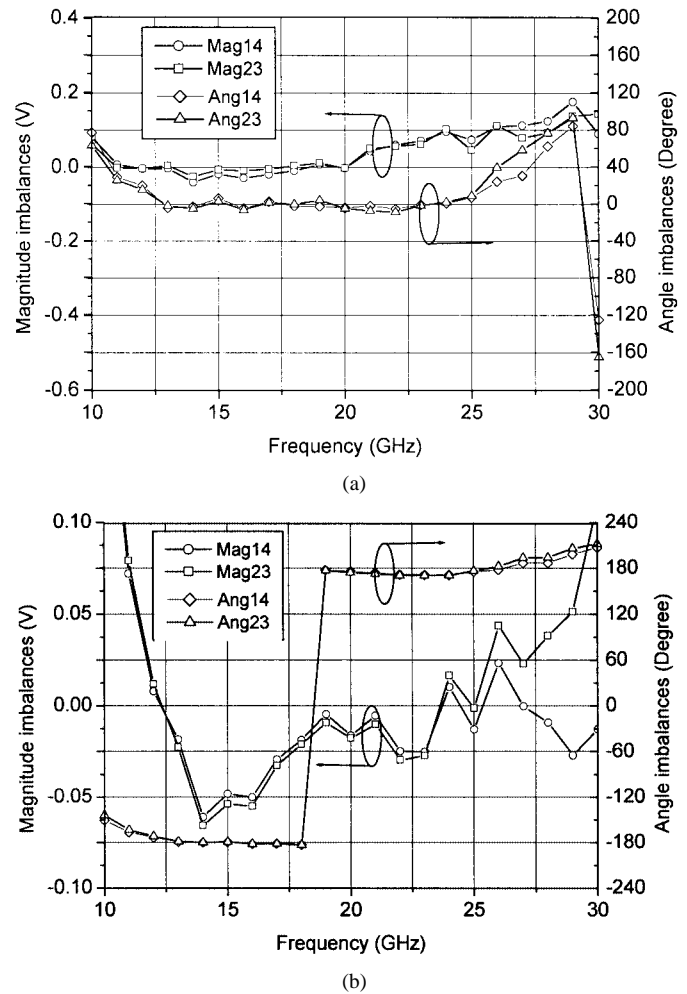 Magnitude imbalances (V)
0.4
0.2
0.0
-0.2
-0.4
-0.6
Mag14
Mag23
Ang14
Ang23
200
160
120
80
40
0
-40
-80
-120
-160
-200
Angle imbalances (Degree)
10 15 20 25 30
Frequency (GHz)
(a)
Magnitude imbalances (V)
0.10
0.05
0.00
-0.05
-0.10
Mag14
Mag23
Ang14
Ang23
240
180
120
60
0
-60
-120
-180
-240
Angle imbalances (Degree)
10 15 20 25 30
Frequency (GHz)
(b)